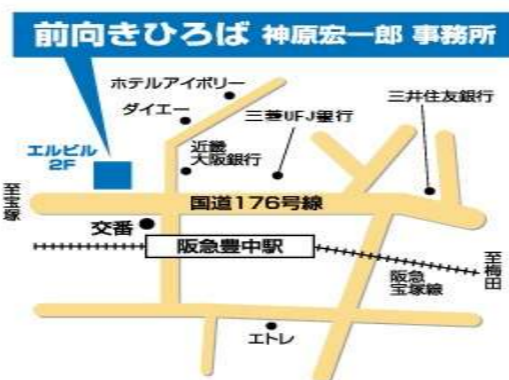 前向きひろば 神原宏一郎 事務所
ホテルアイボリー
ダイエー
三菱UFJ銀行
三井住友銀行
エルビル
2F
近畿
大阪銀行
至宝塚
国道176号線
交番
阪急豊中駅
至梅田
阪急
宝塚線
エトレ